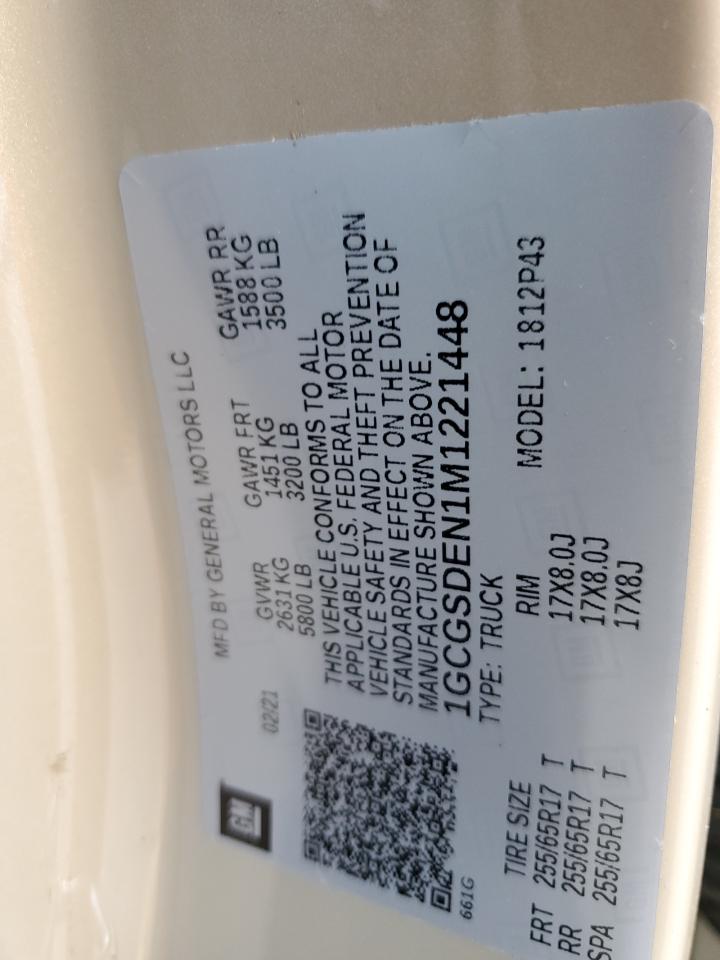 GM
MFD BY GENERAL MOTORS LLC
02/21
GVWR GAWR FRT GAWR RR
2631 KG 1451 KG 1588 KG
5800 LB 3200 LB 3500 LB
THIS VEHICLE CONFORMS TO ALL
APPLICABLE U.S. FEDERAL MOTOR
VEHICLE SAFETY AND THEFT PREVENTION
STANDARDS IN EFFECT ON THE DATE OF
MANUFACTURE SHOWN ABOVE.
1GCGSDEN1M1221448
661G
TYPE: TRUCK
MODEL: 1812P43
TIRE SIZE RIM
FRT 255/65R17 T 17X8.0J
RR 255/65R17 T 17X8.0J
SPA 255/65R17 T 17X8J